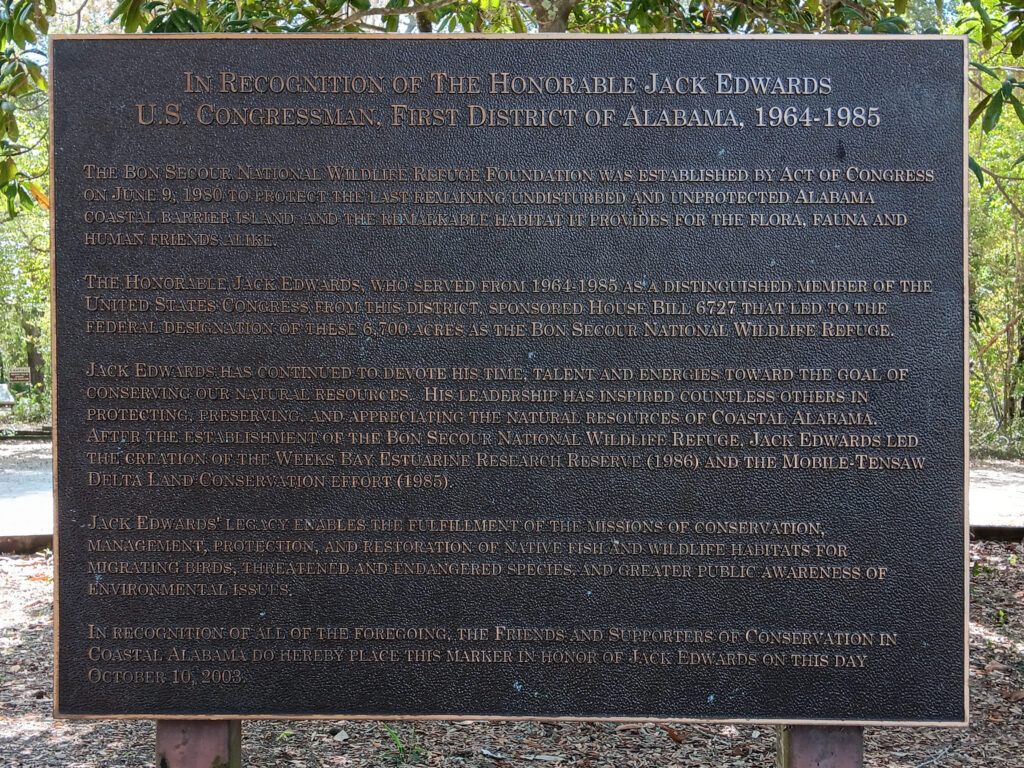 In Recognition of The Honorable Jack Edwards
U.S. Congressman, First District of Alabama, 1964-1985
The Bon Secour National Wildlife Refuge Foundation was established by Act of Congress
on June 9, 1980 to protect the last remaining undisturbed and unprotected Alabama
coastal barrier island and the remarkable habitat it provides for the flora, fauna and
human friends alike.
The Honorable Jack Edwards, who served from 1964-1985 as a distinguished member of the
United States Congress from this district, sponsored House Bill 6727 that led to the
federal designation of these 6,700 acres as the Bon Secour National Wildlife Refuge.
Jack Edwards has continued to devote his time, talent and energies toward the goal of
conserving our natural resources. His leadership has inspired countless others in
protecting, preserving, and appreciating the natural resources of Coastal Alabama.
After the establishment of the Bon Secour National Wildlife Refuge, Jack Edwards led
the creation of the Weeks Bay Estuarine Research Reserve (1986) and the Mobile-Tensaw
Delta Land Conservation effort (1985).
Jack Edwards' legacy enables the fulfillment of the missions of conservation,
management, protection, and restoration of native fish and wildlife habitats for
migrating birds, threatened and endangered species, and greater public awareness of
environmental issues.
In recognition of all of the foregoing, the Friends and Supporters of Conservation in
Coastal Alabama do hereby place this marker in honor of Jack Edwards on this day
October 10, 2003.